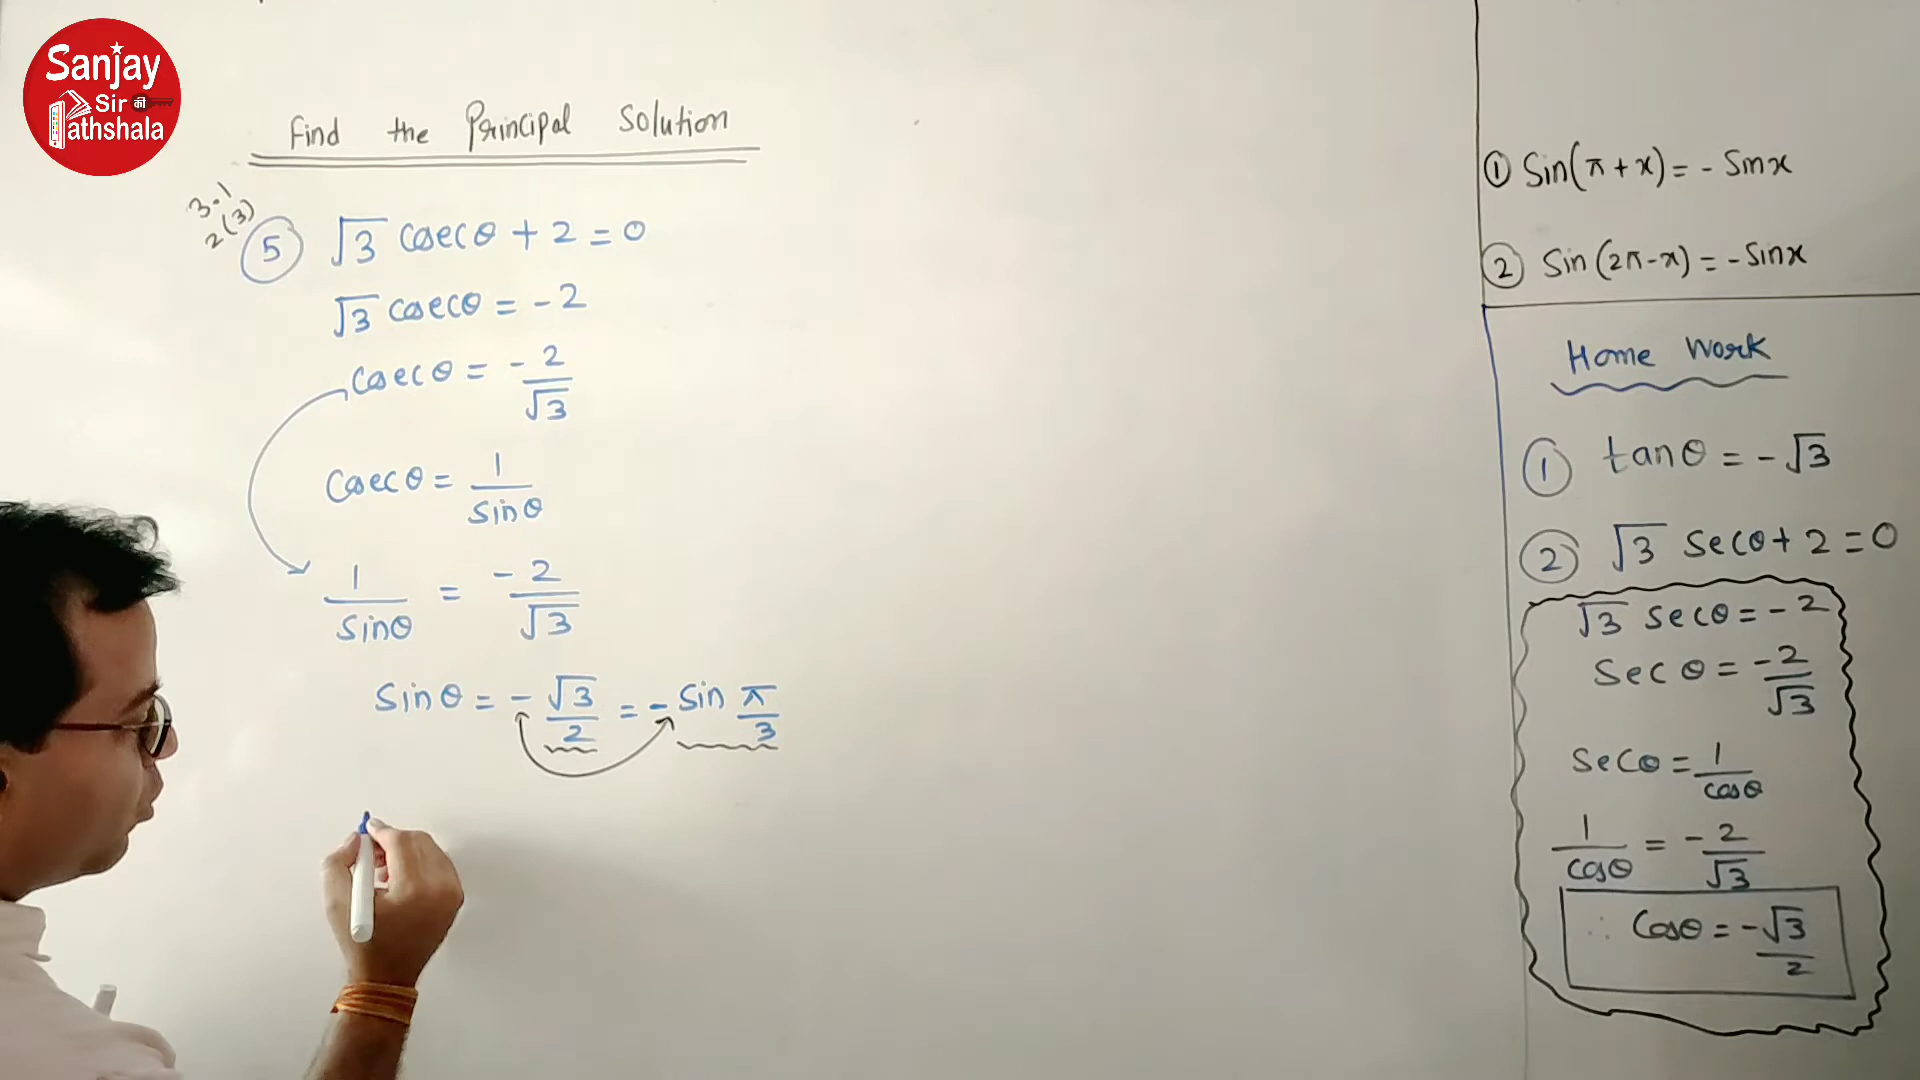 Sanjay
Sir की
Pathshala
Find the Principal Solution
3.1
2(3)
5 √3 cosecθ + 2 = 0
√3 cosecθ = -2
cosecθ = -2/√3
cosecθ = 1/sinθ
1/sinθ = -2/√3
sinθ = -√3/2 = -sin π/3
① Sin(π + x) = - Sinx
② Sin (2π-x) = -Sinx
Home Work
① tanθ = -√3
② √3 secθ + 2 = 0
√3 secθ = -2
Sec θ = -2/√3
secθ = 1/cosθ
1/cosθ = -2/√3
∴ Cosθ = -√3/2